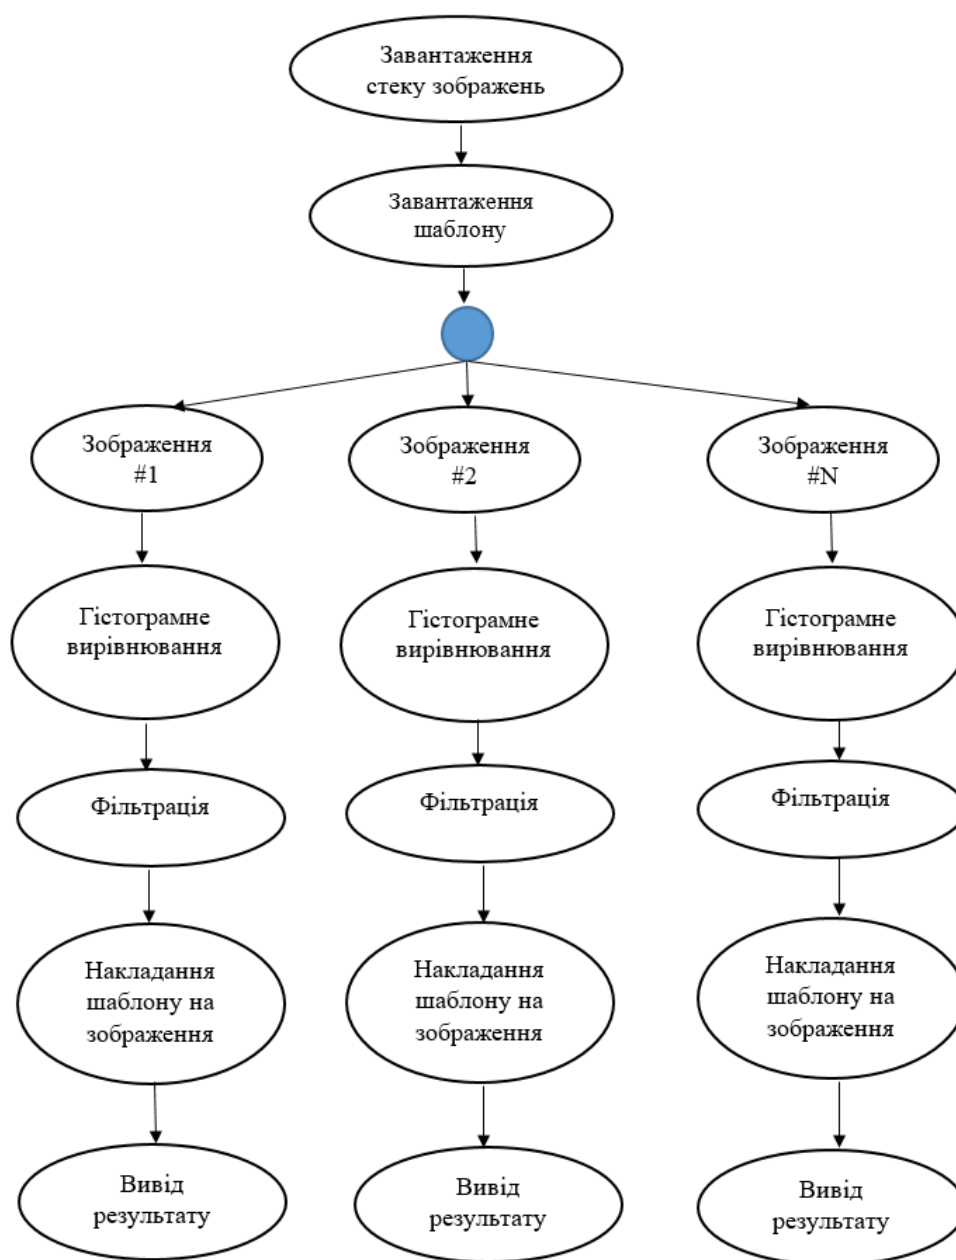 Завантаження
стеку зображень
Завантаження
шаблону
Зображення
#1
Зображення
#2
Зображення
#N
Гістограмне
вирівнювання
Гістограмне
вирівнювання
Гістограмне
вирівнювання
Фільтрація
Фільтрація
Фільтрація
Накладання
шаблону на
зображення
Накладання
шаблону на
зображення
Накладання
шаблону на
зображення
Вивід
результату
Вивід
результату
Вивід
результату